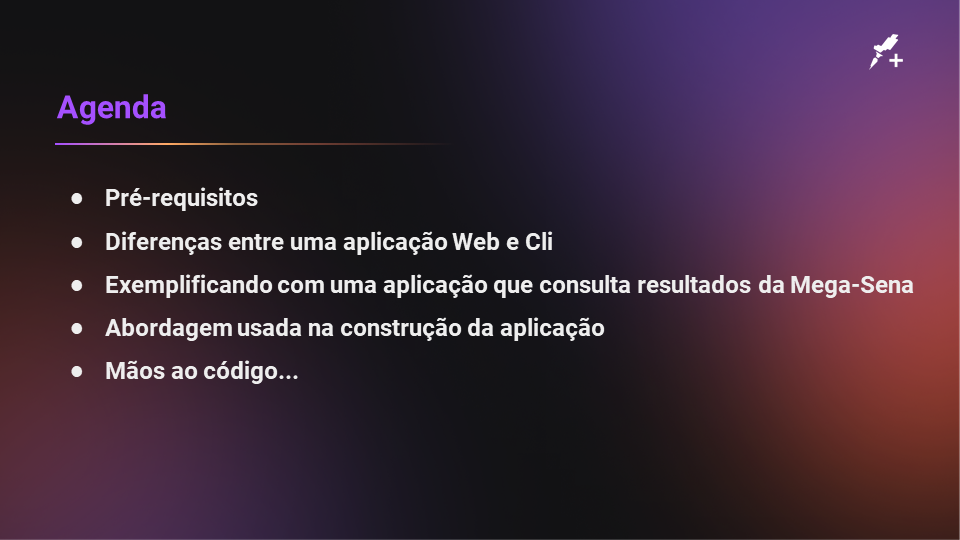 Agenda
● Pré-requisitos
● Diferenças entre uma aplicação Web e Cli
● Exemplificando com uma aplicação que consulta resultados da Mega-Sena
● Abordagem usada na construção da aplicação
● Mãos ao código...